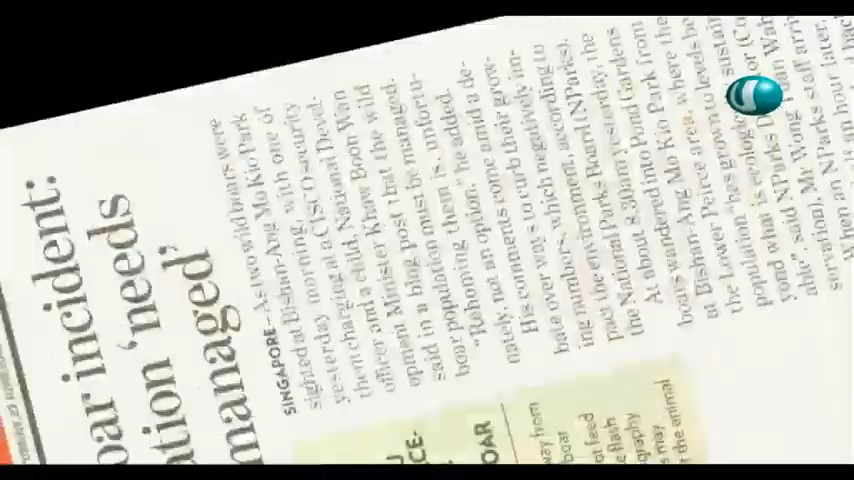 oar incident:
ation ‘needs
managed’
SINGAPORE — As two wild boars were
sighted at Bishan-Ang Mo Kio Park
yesterday morning, with one of
them charging at a CISCO security
officer and a child, National Devel-
opment Minister Khaw Boon Wan
said in a blog post that the wild
boar population must be managed.
“Rehoming them” is, unfortu-
nately, not an option,” he added.
His comments come amid a de-
bate over ways to curb their grow-
ing numbers, which negatively im-
pact the environment, according to
the National Parks Board (NParks).
At about 8.30am yesterday, the
boars wandered into Pond Gardens
at Bishan-Ang Mo Kio Park from
the Lower Peirce area, where the
population “has grown to levels be
yond what is ecologic sustain
able” said NParks D or (Co
servation), Mr Wong Wah
When an NParks staff arri
hour later,
CE-
OAR
way from
boar
ot feed
e flash
graphy
s may
t the animal